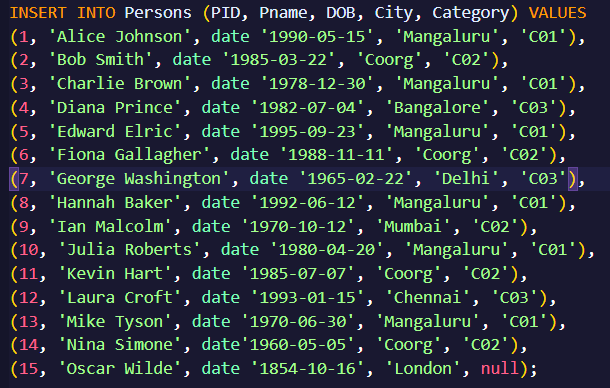 INSERT INTO Persons (PID, Pname, DOB, City, Category) VALUES
(1, 'Alice Johnson', date '1990-05-15', 'Mangaluru', 'C01'),
(2, 'Bob Smith', date '1985-03-22', 'Coorg', 'C02'),
(3, 'Charlie Brown', date '1978-12-30', 'Mangaluru', 'C01'),
(4, 'Diana Prince', date '1982-07-04', 'Bangalore', 'C03'),
(5, 'Edward Elric', date '1995-09-23', 'Mangaluru', 'C01'),
(6, 'Fiona Gallagher', date '1988-11-11', 'Coorg', 'C02'),
(7, 'George Washington', date '1965-02-22', 'Delhi', 'C03'),
(8, 'Hannah Baker', date '1992-06-12', 'Mangaluru', 'C01'),
(9, 'Ian Malcolm', date '1970-10-12', 'Mumbai', 'C02'),
(10, 'Julia Roberts', date '1980-04-20', 'Mangaluru', 'C01'),
(11, 'Kevin Hart', date '1985-07-07', 'Coorg', 'C02'),
(12, 'Laura Croft', date '1993-01-15', 'Chennai', 'C03'),
(13, 'Mike Tyson', date '1970-06-30', 'Mangaluru', 'C01'),
(14, 'Nina Simone', date'1960-05-05', 'Coorg', 'C02'),
(15, 'Oscar Wilde', date '1854-10-16', 'London', null);